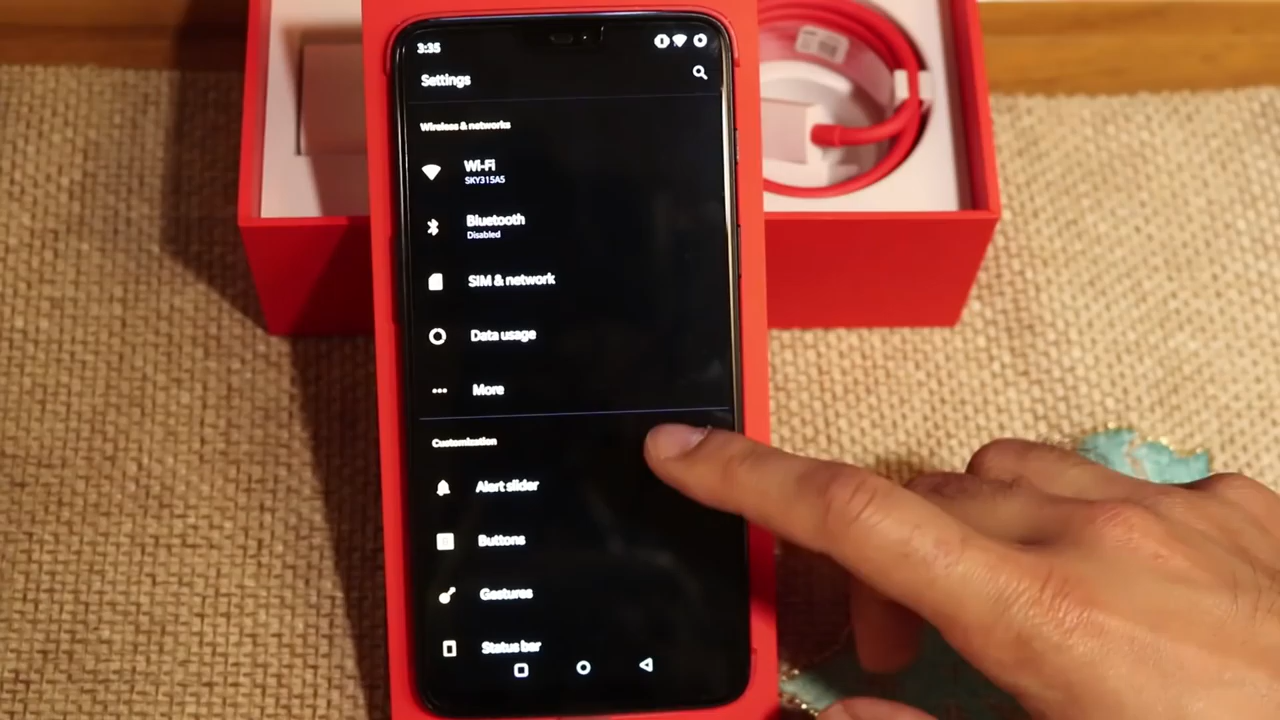 3:35
Settings
Wireless & networks
Wi-Fi
SKY315A5
Bluetooth
Disabled
SIM & network
Data usage
More
Customization
Alert slider
Buttons
Gestures
Status bar